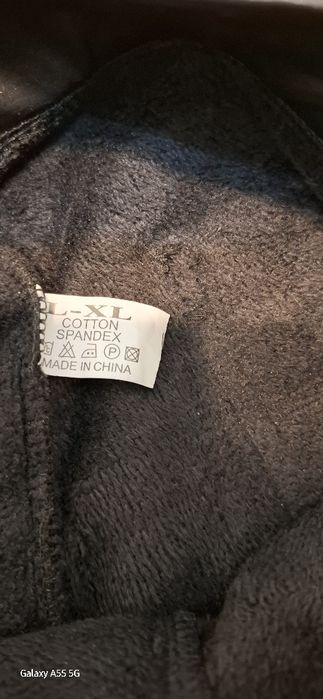 L-XL
COTTON
SPANDEX
P
MADE IN CHINA
Galaxy A55 5G